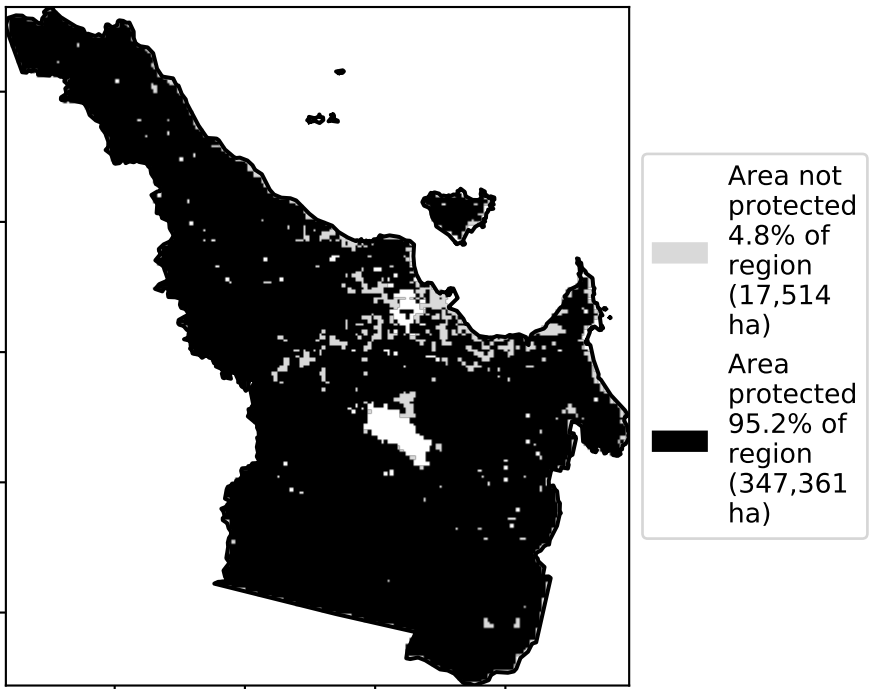 Area not
protected
4.8% of
region
(17,514
ha)
Area
protected
95.2% of
region
(347,361
ha)